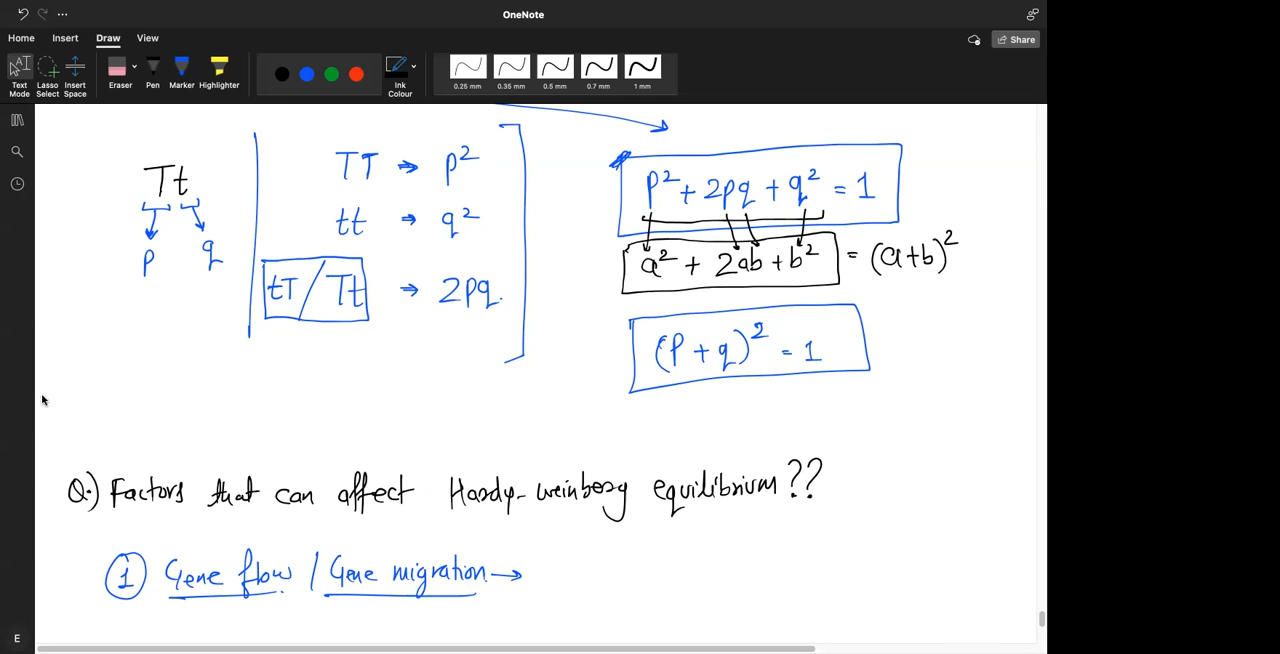 OneNote
Home Insert Draw View
Share
Text Mode
Lasso Select
Insert Space
Eraser
Pen
Marker
Highlighter
Ink Colour
0.25 mm
0.35 mm
0.5 mm
0.7 mm
1 mm
Tt
p q
TT → p²
tt → q²
tT / Tt → 2pq.
p² + 2pq + q² = 1
a² + 2ab + b² = (a+b)²
(p + q)² = 1
Q.) Factors that can affect Hardy-weinberg equilibrium??
① Gene flow / Gene migration →
E